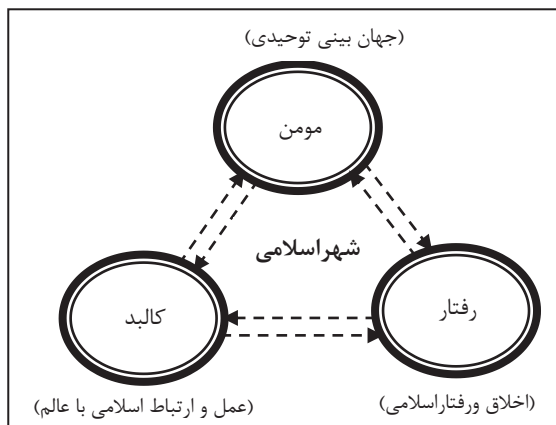 (جهان بینی توحیدی)
مومن
شهراسلامی
رفتار
کالبد
(اخلاق ورفتاراسلامی)
(عمل و ارتباط اسلامی با عالم)